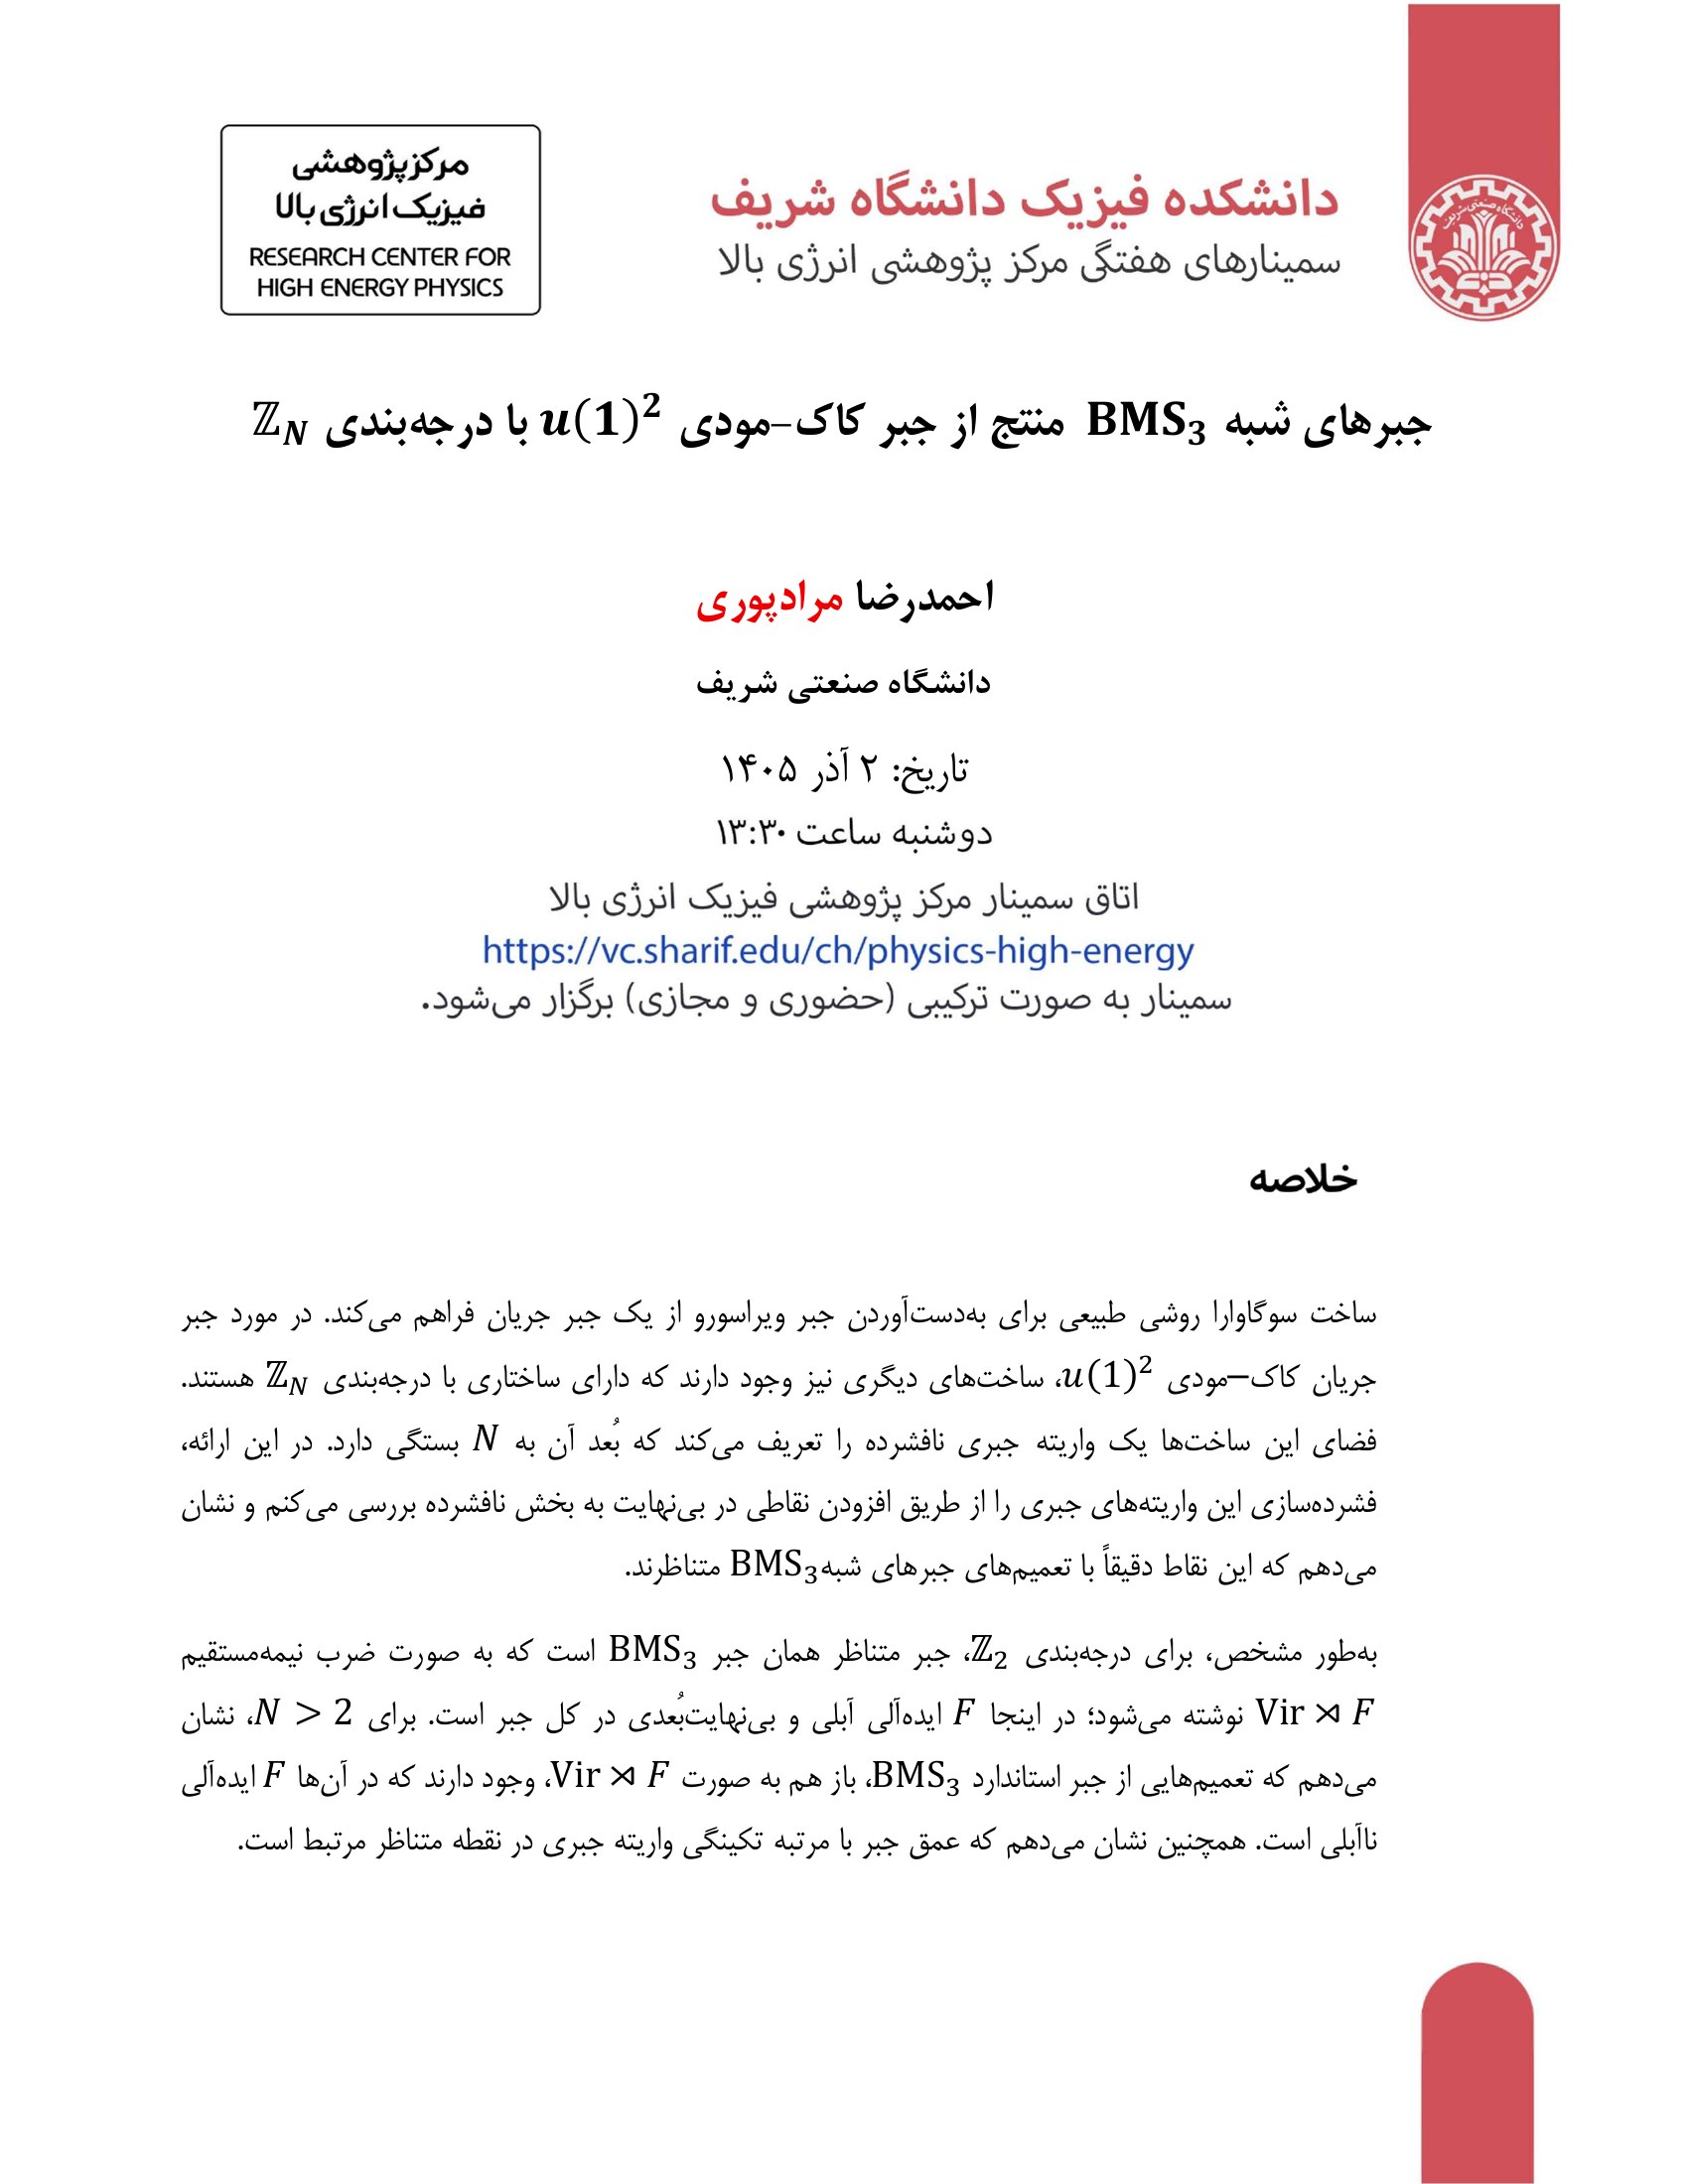 مرکز پژوهشی
فیزیک انرژی بالا
RESEARCH CENTER FOR
HIGH ENERGY PHYSICS
دانشکده فیزیک دانشگاه شریف
سمینارهای هفتگی مرکز پژوهشی انرژی بالا
دانشگاه صنعتی شریف
جبرهای شبه BMS₃ منتج از جبر کاک–مودی u(1)² با درجه‌بندی ℤ_N
احمدرضا مرادپوری
دانشگاه صنعتی شریف
تاریخ: ۲ آذر ۱۴۰۵
دوشنبه ساعت ۱۳:۳۰
اتاق سمینار مرکز پژوهشی فیزیک انرژی بالا
https://vc.sharif.edu/ch/physics-high-energy
سمینار به صورت ترکیبی (حضوری و مجازی) برگزار می‌شود.
خلاصه
ساخت سوگاوارا روشی طبیعی برای به‌دست‌آوردن جبر ویراسورو از یک جبر جریان فراهم می‌کند. در مورد جبر
جریان کاک–مودی u(1)²، ساخت‌های دیگری نیز وجود دارند که دارای ساختاری با درجه‌بندی ℤ_N هستند.
فضای این ساخت‌ها یک واریته جبری نافشرده را تعریف می‌کند که بُعد آن به N بستگی دارد. در این ارائه،
فشرده‌سازی این واریته‌های جبری را از طریق افزودن نقاطی در بی‌نهایت به بخش نافشرده بررسی می‌کنم و نشان
می‌دهم که این نقاط دقیقاً با تعمیم‌های جبرهای شبه BMS₃ متناظرند.
به‌طور مشخص، برای درجه‌بندی ℤ₂، جبر متناظر همان جبر BMS₃ است که به صورت ضرب نیمه‌مستقیم
Vir ⋊ F نوشته می‌شود؛ در اینجا F ایده‌آلی آبلی و بی‌نهایت‌بُعدی در کل جبر است. برای N > 2، نشان
می‌دهم که تعمیم‌هایی از جبر استاندارد BMS₃، باز هم به صورت Vir ⋊ F، وجود دارند که در آن‌ها F ایده‌آلی
ناآبلی است. همچنین نشان می‌دهم که عمق جبر با مرتبه تکینگی واریته جبری در نقطه متناظر مرتبط است.